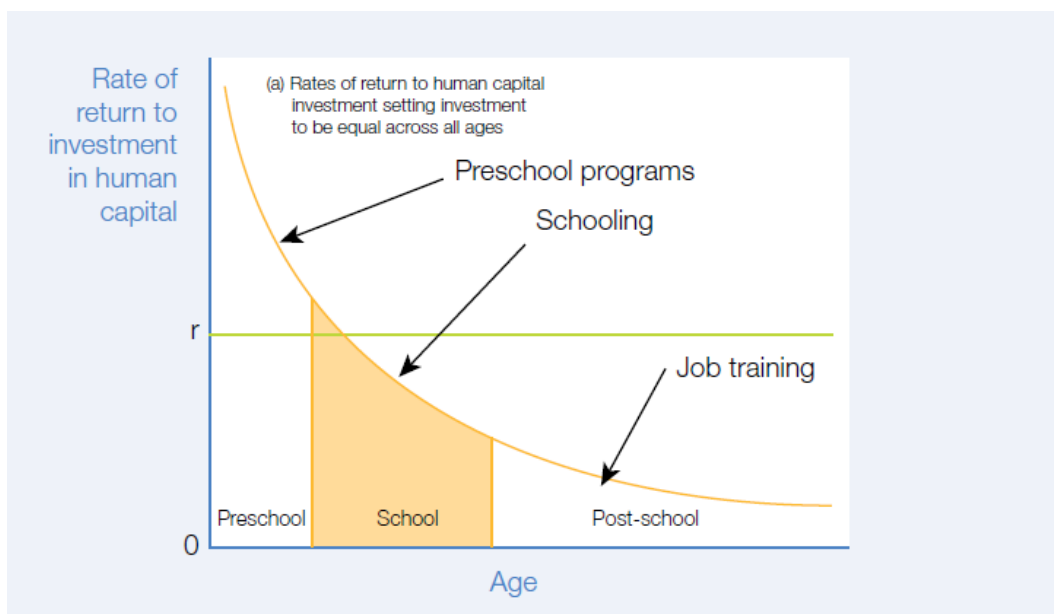 Rate of
return to
investment
in human
capital
(a) Rates of return to human capital
investment setting investment
to be equal across all ages
Preschool programs
Schooling
r
Job training
Preschool
School
Post-school
0
Age